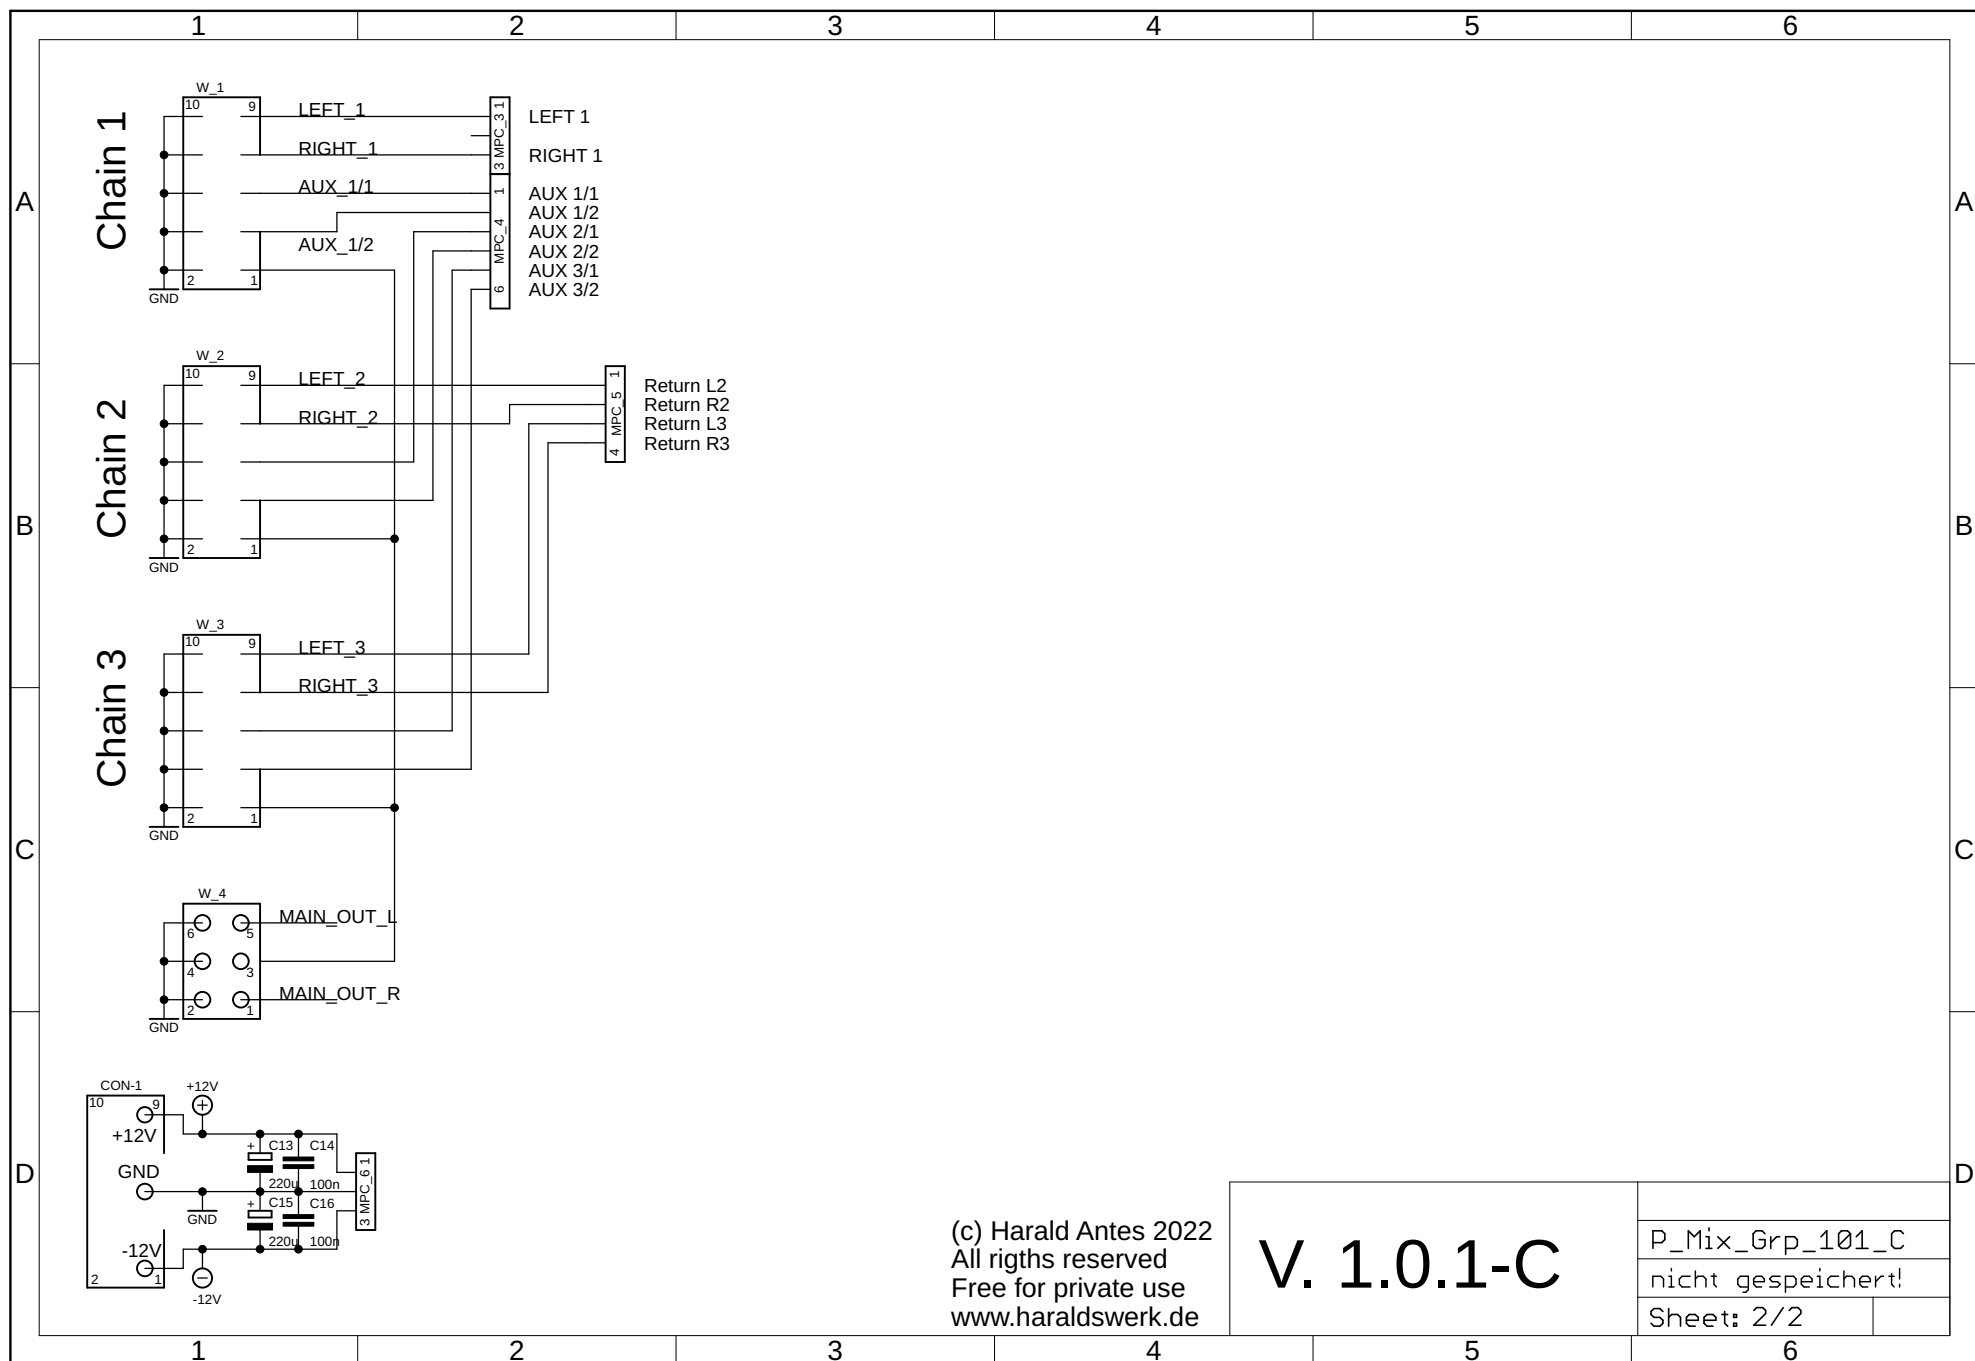 1 2 3 4 5 6
A A
B B
C C
D D
Chain 1
W_1
10 9
2 1
GND
LEFT_1
RIGHT_1
AUX_1/1
AUX_1/2
3 MPC_3 1
LEFT 1
RIGHT 1
1
MPC_4
6
AUX 1/1
AUX 1/2
AUX 2/1
AUX 2/2
AUX 3/1
AUX 3/2
Chain 2
W_2
10 9
2 1
GND
LEFT_2
RIGHT_2
1
MPC_5
4
Return L2
Return R2
Return L3
Return R3
Chain 3
W_3
10 9
2 1
GND
LEFT_3
RIGHT_3
W_4
6 5
4 3
2 1
GND
MAIN_OUT_L
MAIN_OUT_R
CON-1
10 9
+12V
GND
-12V
2 1
+12V
+ C13 C14
220u 100n
GND
+ C15 C16
220u 100n
-12V
3 MPC_6 1
(c) Harald Antes 2022
All rigths reserved
Free for private use
www.haraldswerk.de
V. 1.0.1-C
P_Mix_Grp_101_C
nicht gespeichert!
Sheet: 2/2
1 2 3 4 5 6